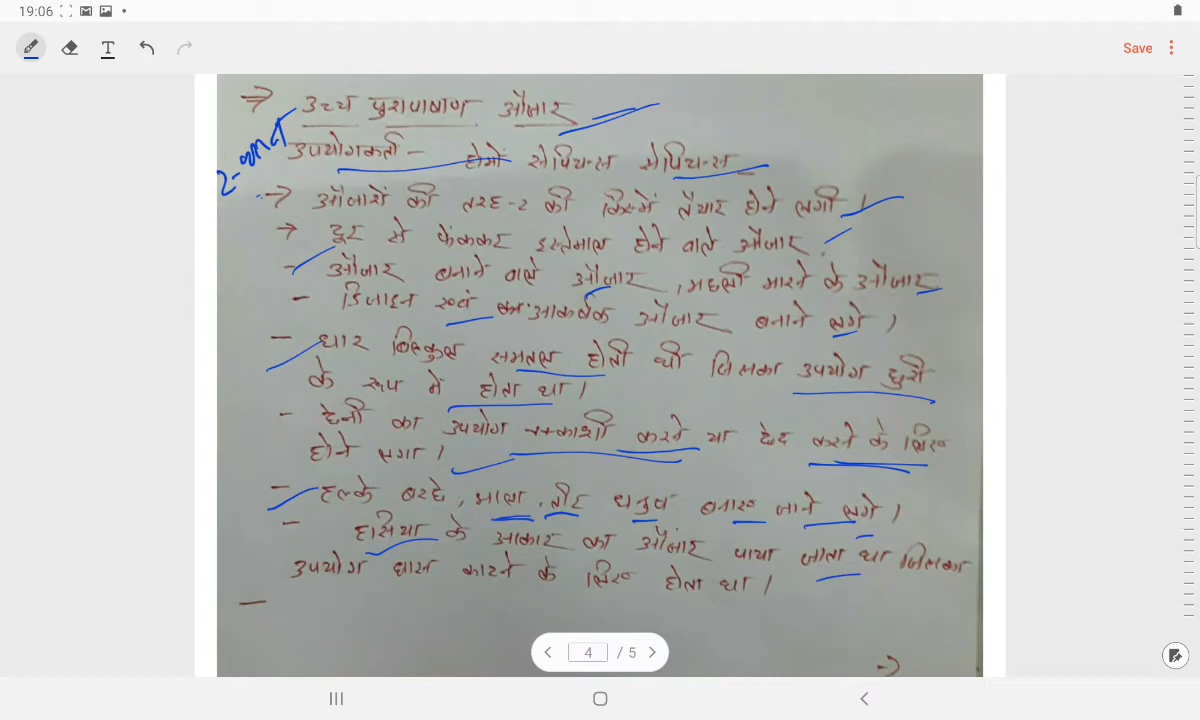 19:06
Save
⇒ उच्च पुरापाषाण औजार
उपयोगकर्ता - होमो सेपियन्स सेपियन्स
→ औजारों की तरह-२ की किस्में तैयार होने लगी।
→ दूर से फेंककर इस्तेमाल होने वाले औजार.
- औजार बनाने वाले औजार, मछली मारने के औजार
- डिजाइन एवं आकर्षक औजार बनाने लगे।
- धार बिल्कुल समतल होती थी जिसका उपयोग छुरी
के रूप में होता था।
- छेनी का उपयोग नक्काशी करने या छेद करने के लिए
होने लगा।
- हल्के बरछे, भाला, तीर धनुष बनाए जाने लगे।
- हसिया के आकार का औजार पाया जाता था जिसका
उपयोग घास काटने के लिए होता था।
4 / 5